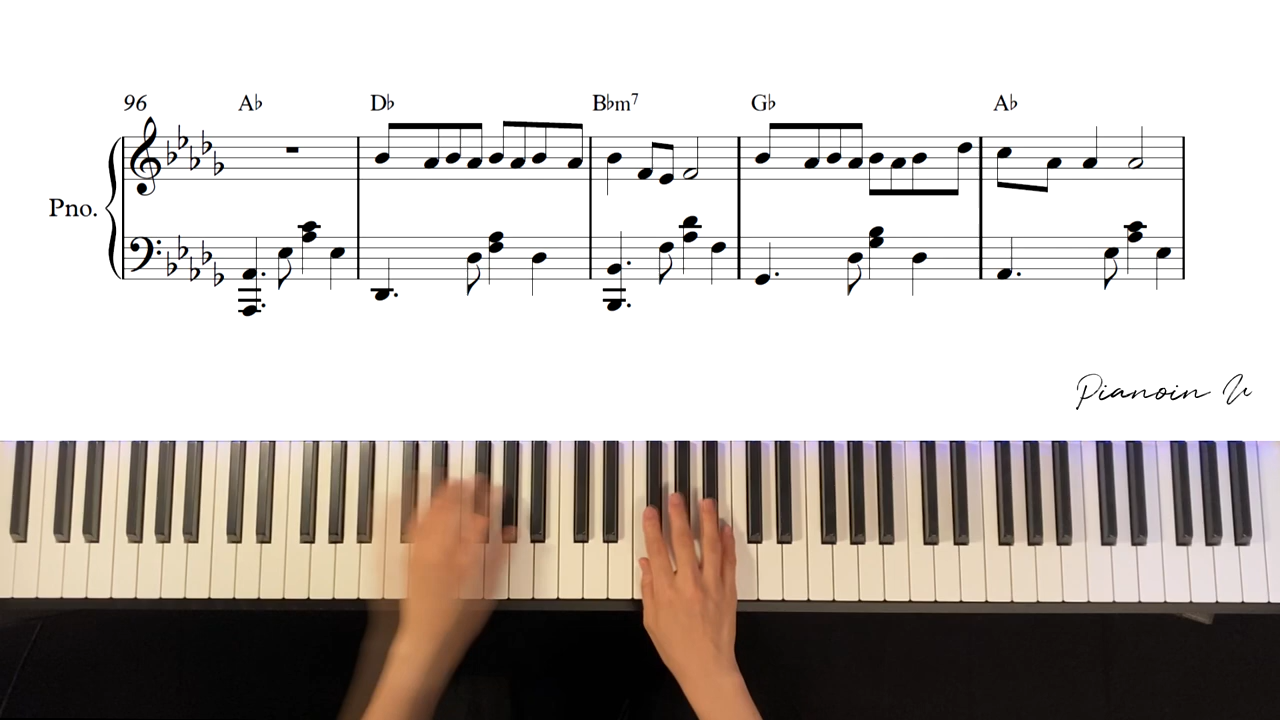 96 A♭ D♭ B♭m7 G♭ A♭
Pno.
Pianoin U